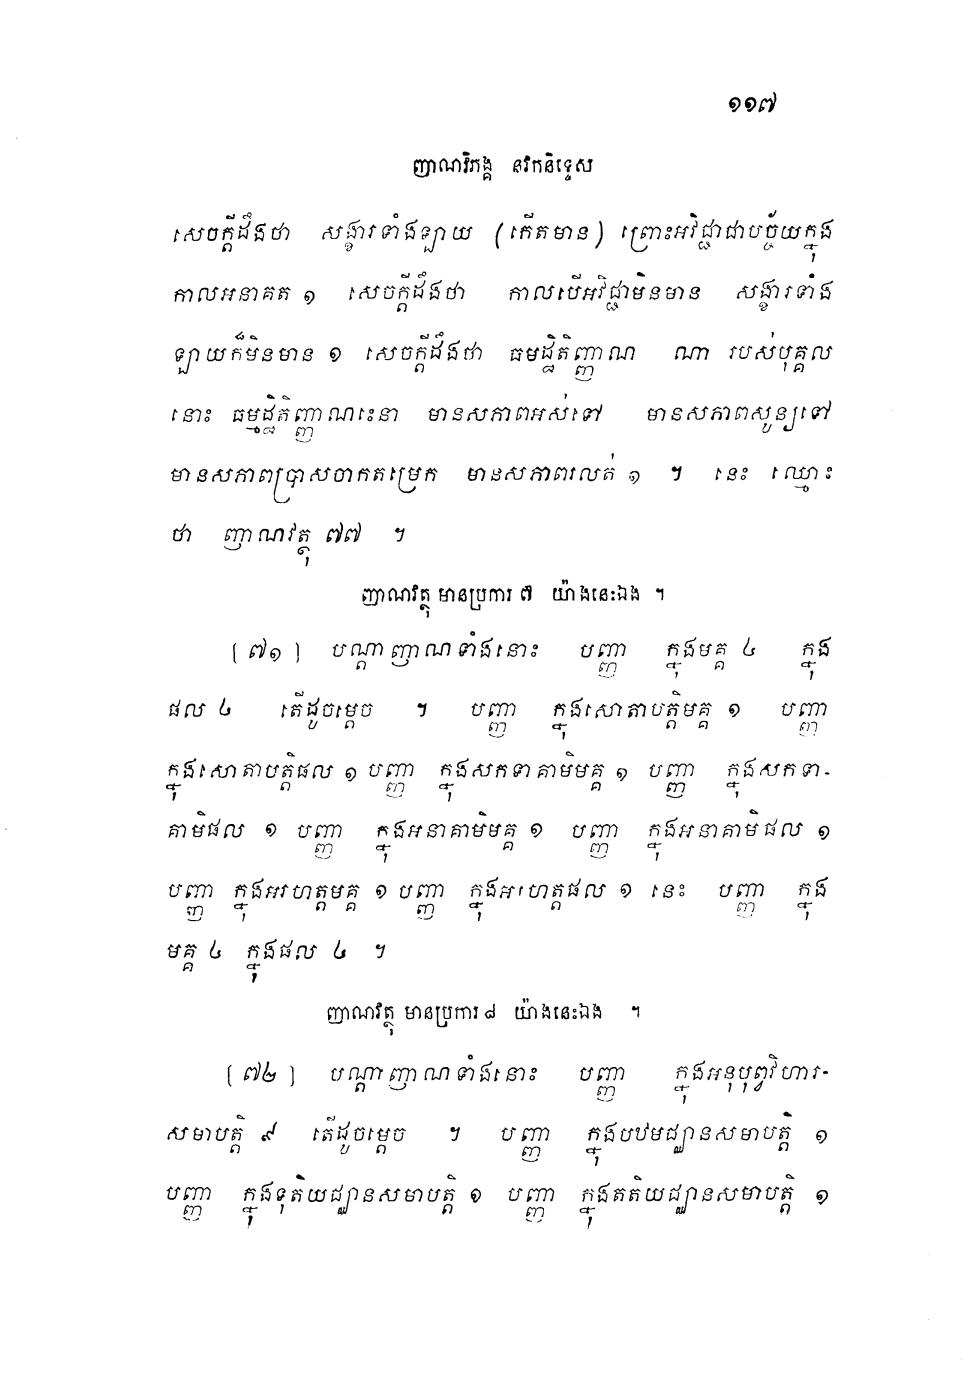 ១១៧
ញាណវិភង្គ នវកនិទ្ទេស
សេចក្តីដឹងថា សង្ខារទាំងឡាយ (កើតមាន) ព្រោះអវិជ្ជាជាបច្ច័យក្នុង
កាលអនាគត ១ សេចក្តីដឹងថា កាលបើអវិជ្ជាមិនមាន សង្ខារទាំង
ឡាយក៏មិនមាន ១ សេចក្តីដឹងថា ធមដ្ឋិតិញ្ញាណ ណា របស់បុគ្គល
នោះ ធម្មដ្ឋិតិញ្ញាណនេះនា មានសភាពអស់ទៅ មានសភាពសូន្យទៅ
មានសភាពប្រាសចាកតម្រេក មានសភាពរលត់ ១ ។ នេះ ឈ្មោះ
ថា ញាណវត្ថុ ៧៧ ។
ញាណវត្ថុ មានប្រការ ៧ យ៉ាងនេះឯង ។
[៧១] បណ្តាញាណទាំងនោះ បញ្ញា ក្នុងមគ្គ ៤ ក្នុង
ផល ៤ តើដូចម្តេច ។ បញ្ញា ក្នុងសោតាបត្តិមគ្គ ១ បញ្ញា
ក្នុងសោតាបត្តិផល ១ បញ្ញា ក្នុងសកទាគាមិមគ្គ ១ បញ្ញា ក្នុងសកទា-
គាមិផល ១ បញ្ញា ក្នុងអនាគាមិមគ្គ ១ បញ្ញា ក្នុងអនាគាមិផល ១
បញ្ញា ក្នុងអរហត្តមគ្គ ១ បញ្ញា ក្នុងអរហត្តផល ១ នេះ បញ្ញា ក្នុង
មគ្គ ៤ ក្នុងផល ៤ ។
ញាណវត្ថុ មានប្រការ ៨ យ៉ាងនេះឯង ។
[៧២] បណ្តាញាណទាំងនោះ បញ្ញា ក្នុងអនុបុព្វវិហារ-
សមាបត្តិ ៩ តើដូចម្តេច ។ បញ្ញា ក្នុងបឋមជ្ឈានសមាបត្តិ ១
បញ្ញា ក្នុងទុតិយជ្ឈានសមាបត្តិ ១ បញ្ញា ក្នុងតតិយជ្ឈានសមាបត្តិ ១